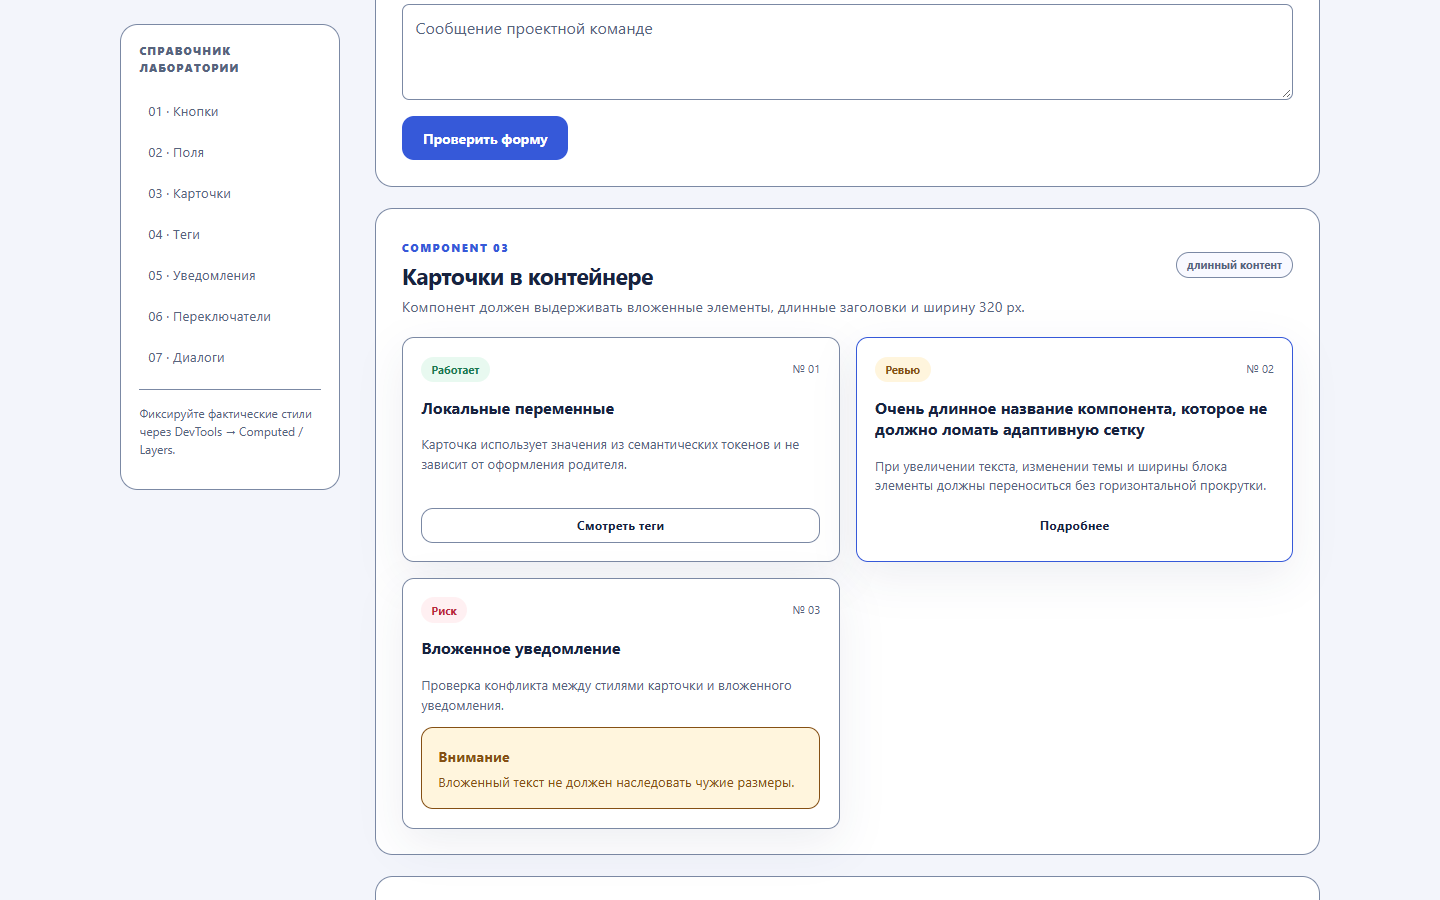 СПРАВОЧНИК
ЛАБОРАТОРИИ
01 · Кнопки
02 · Поля
03 · Карточки
04 · Теги
05 · Уведомления
06 · Переключатели
07 · Диалоги
Фиксируйте фактические стили
через DevTools → Computed /
Layers.
Сообщение проектной команде
Проверить форму
COMPONENT 03
Карточки в контейнере
длинный контент
Компонент должен выдерживать вложенные элементы, длинные заголовки и ширину 320 px.
Работает
№ 01
Локальные переменные
Карточка использует значения из семантических токенов и не
зависит от оформления родителя.
Смотреть теги
Ревью
№ 02
Очень длинное название компонента, которое не
должно ломать адаптивную сетку
При увеличении текста, изменении темы и ширины блока
элементы должны переноситься без горизонтальной прокрутки.
Подробнее
Риск
№ 03
Вложенное уведомление
Проверка конфликта между стилями карточки и вложенного
уведомления.
Внимание
Вложенный текст не должен наследовать чужие размеры.